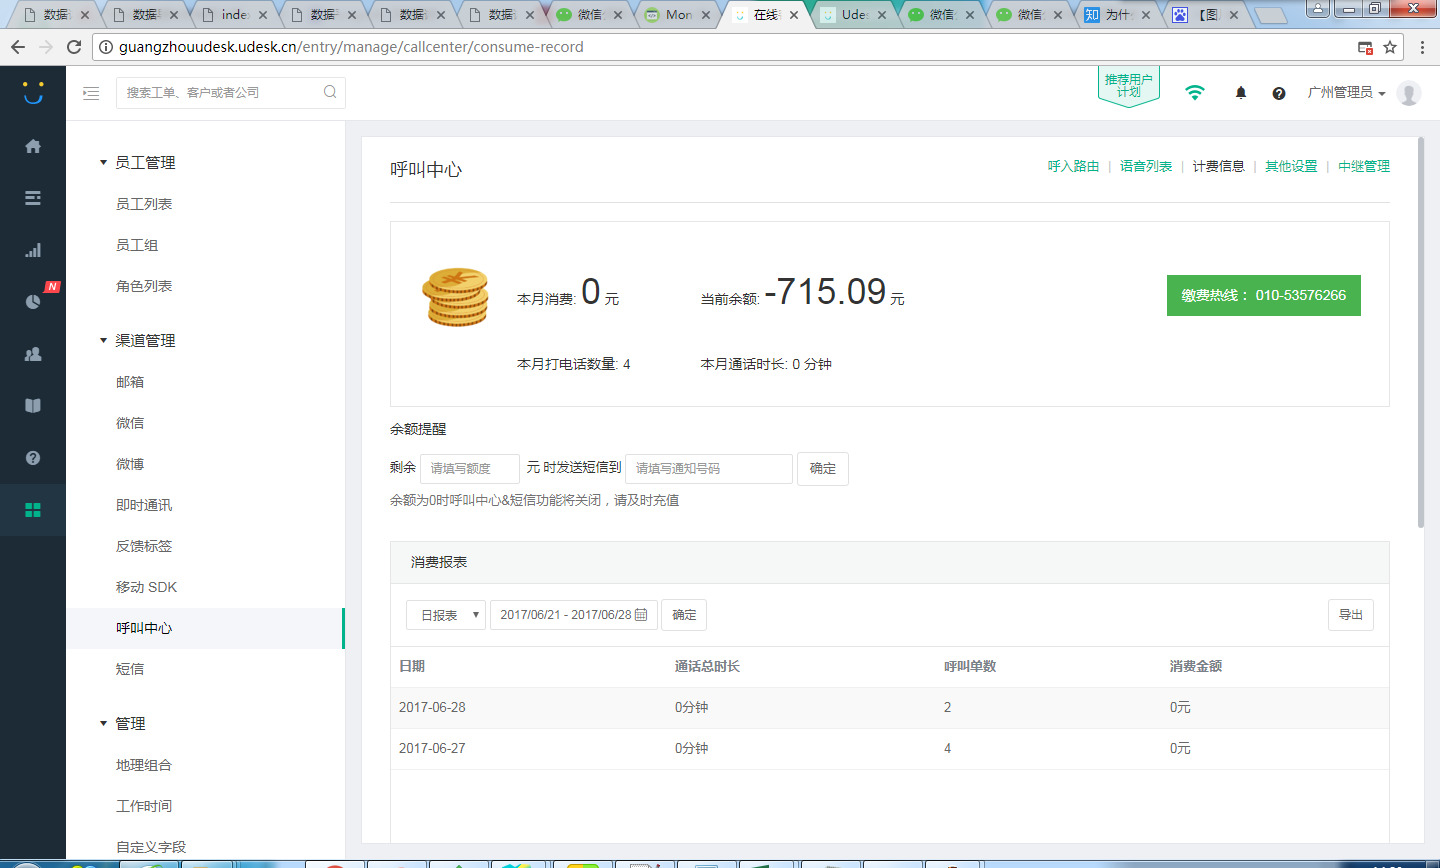 数据
数据
inde
数据
数据
数据
微信
Mon
在线
Udes
微信
微信
为什
【图
guangzhouudesk.udesk.cn/entry/manage/callcenter/consume-record
搜索工单、客户或者公司
推荐用户
计划
广州管理员
员工管理
员工列表
员工组
角色列表
N
渠道管理
邮箱
微信
微博
即时通讯
反馈标签
移动 SDK
呼叫中心
短信
管理
地理组合
工作时间
自定义字段
呼叫中心
呼入路由 | 语音列表 | 计费信息 | 其他设置 | 中继管理
本月消费: 0 元 当前余额: -715.09 元
缴费热线： 010-53576266
本月打电话数量: 4 本月通话时长: 0 分钟
余额提醒
剩余 请填写额度 元 时发送短信到 请填写通知号码 确定
余额为0时呼叫中心&短信功能将关闭，请及时充值
消费报表
日报表 2017/06/21 - 2017/06/28 确定 导出
日期 通话总时长 呼叫单数 消费金额
2017-06-28 0分钟 2 0元
2017-06-27 0分钟 4 0元